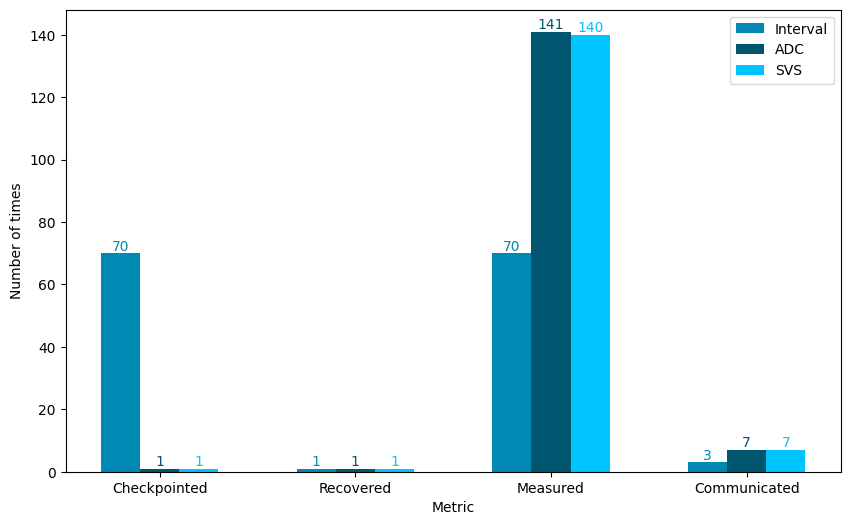 Interval
ADC
SVS
Number of times
140
120
100
80
60
40
20
0
70
1
1
1
1
1
70
141
140
3
7
7
Checkpointed
Recovered
Measured
Communicated
Metric